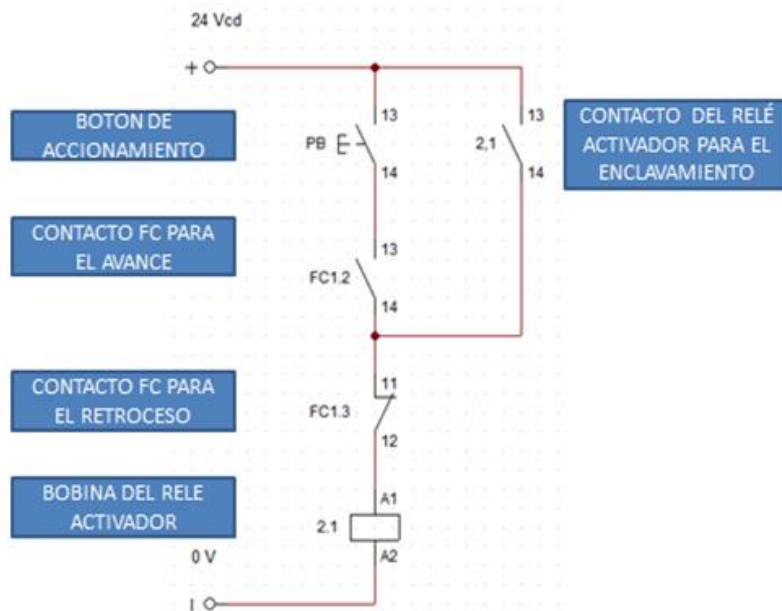 24 Vcd
+
BOTON DE
ACCIONAMIENTO
13
PB
14
13
2,1
14
CONTACTO DEL RELÉ
ACTIVADOR PARA EL
ENCLAVAMIENTO
CONTACTO FC PARA
EL AVANCE
13
FC1.2
14
CONTACTO FC PARA
EL RETROCESO
11
FC1.3
12
BOBINA DEL RELE
ACTIVADOR
A1
2.1
A2
0 V